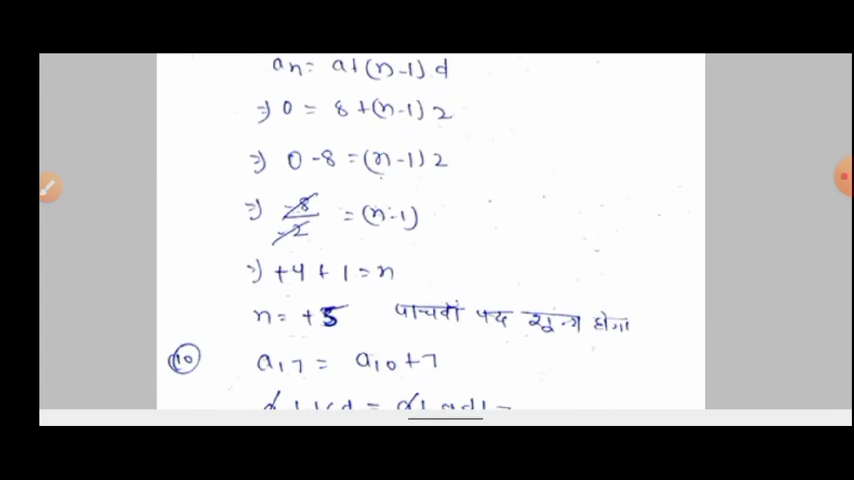 an = a+(n-1) d
⇒ 0 = 8 +(n-1) 2
⇒ 0 -8 = (n-1) 2
⇒ -8/-2 = (n-1)
⇒ +4 + 1 = n
n = + 5 पाचवाँ पद शून्य होगा
(10) a17 = a10 + 7